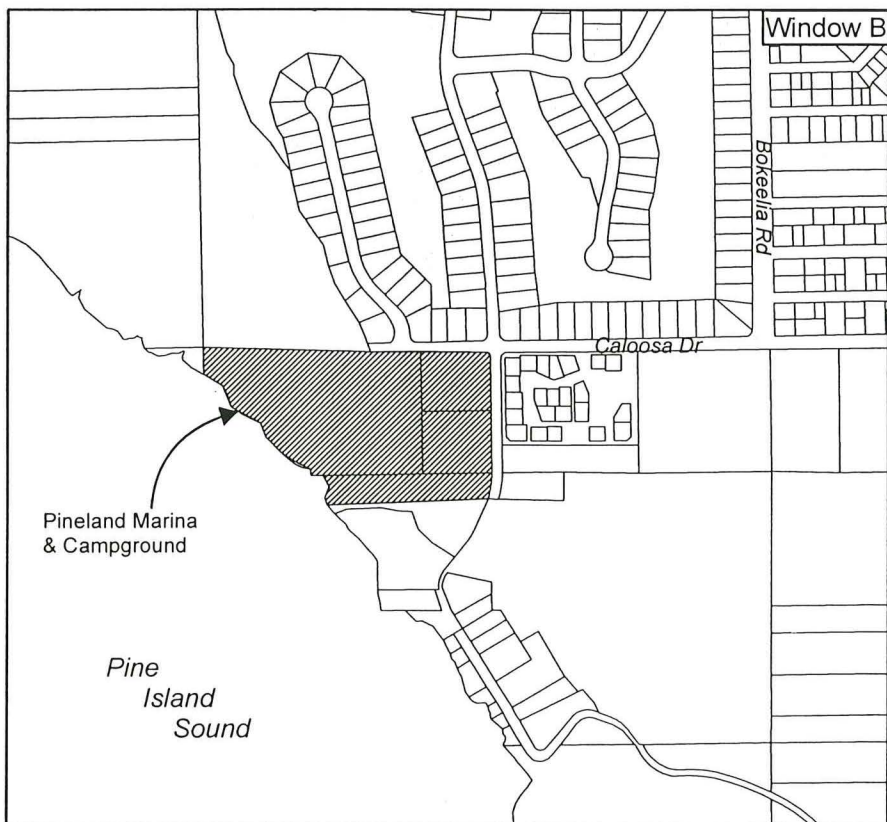 Window B
Bokeelia Rd
Caloosa Dr
Pineland Marina
& Campground
Pine
Island
Sound